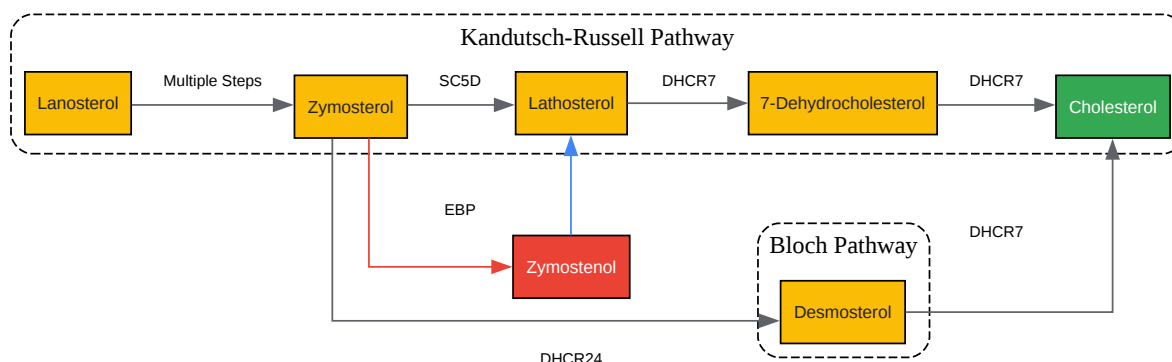 Kandutsch-Russell Pathway
Lanosterol
Multiple Steps
Zymosterol
SC5D
Lathosterol
DHCR7
7-Dehydrocholesterol
DHCR7
Cholesterol
EBP
Zymostenol
Bloch Pathway
Desmosterol
DHCR7
DHCR24